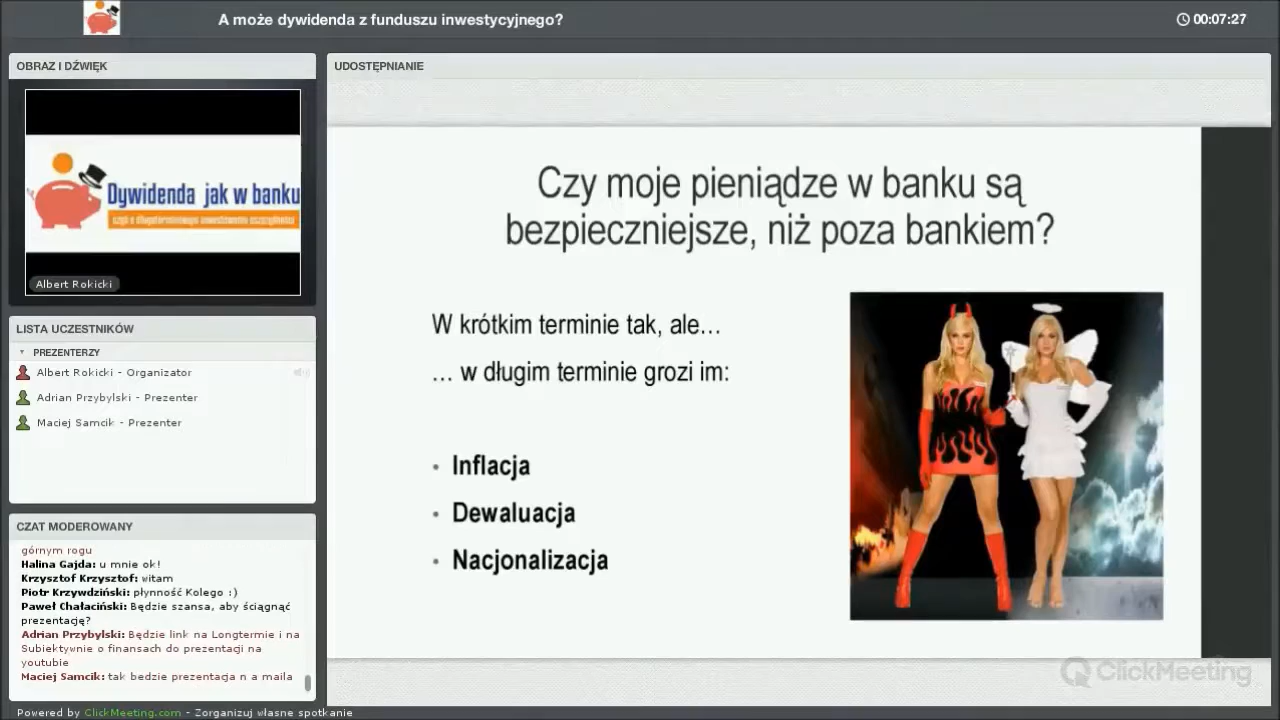 A może dywidenda z funduszu inwestycyjnego?
00:07:27
OBRAZ I DŹWIĘK
Dywidenda jak w banku
czyli o długoterminowym inwestowaniu oszczędności
Albert Rokicki
LISTA UCZESTNIKÓW
PREZENTERZY
Albert Rokicki - Organizator
Adrian Przybylski - Prezenter
Maciej Samcik - Prezenter
CZAT MODEROWANY
górnym rogu
Halina Gajda: u mnie ok!
Krzysztof Krzysztof: witam
Piotr Krzywdziński: płynność Kolego :)
Paweł Chałaciński: Będzie szansa, aby ściągnąć
prezentację?
Adrian Przybylski: Będzie link na Longtermie i na
Subiektywnie o finansach do prezentacji na
youtubie
Maciej Samcik: tak bedzie prezentacja n a maila
UDOSTĘPNIANIE
Czy moje pieniądze w banku są
bezpieczniejsze, niż poza bankiem?
W krótkim terminie tak, ale…
… w długim terminie grozi im:
• Inflacja
• Dewaluacja
• Nacjonalizacja
ClickMeeting
Powered by ClickMeeting.com - Zorganizuj własne spotkanie